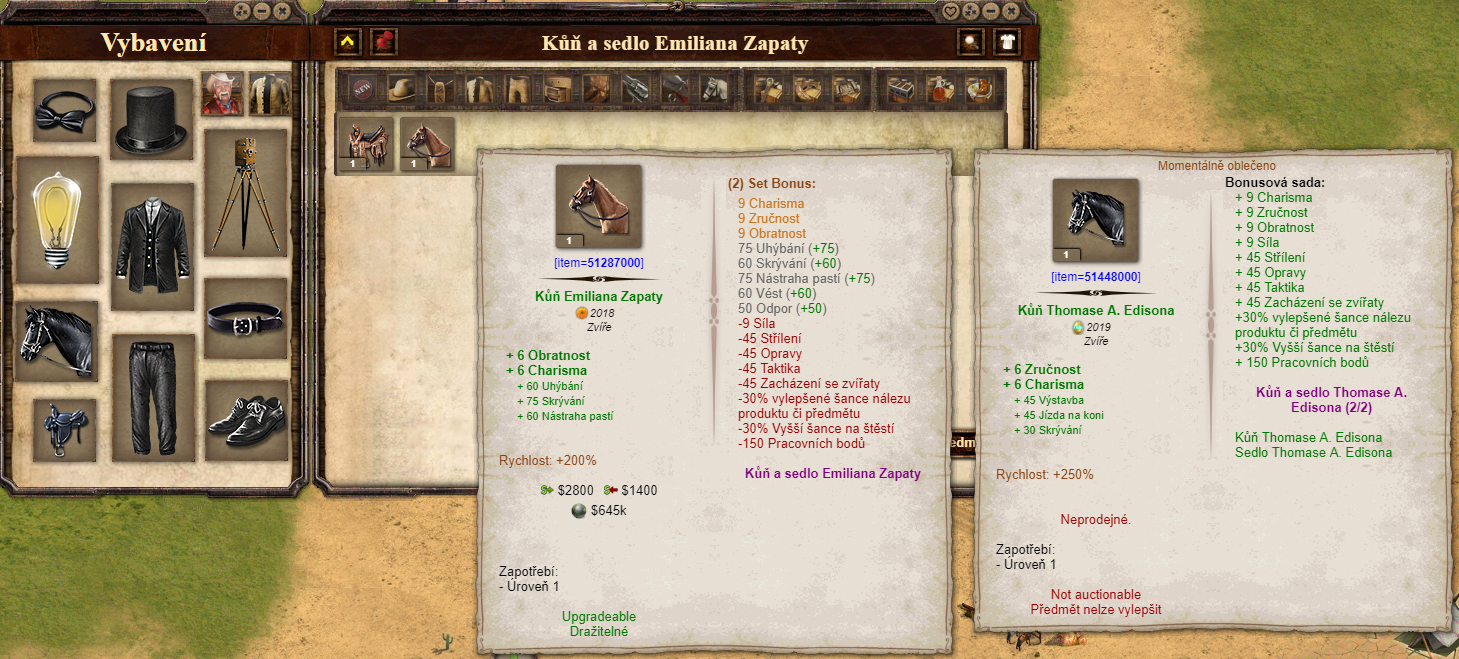 Vybavení
Kůň a sedlo Emiliana Zapaty
NEW
1
1
1
[item=51287000]
Kůň Emiliana Zapaty
2018
Zvíře
+ 6 Obratnost
+ 6 Charisma
+ 60 Uhýbání
+ 75 Skrývání
+ 60 Nástraha pastí
Rychlost: +200%
$2800 $1400
$645k
Zapotřebí:
- Úroveň 1
Upgradeable
Dražitelné
(2) Set Bonus:
9 Charisma
9 Zručnost
9 Obratnost
75 Uhýbání (+75)
60 Skrývání (+60)
75 Nástraha pastí (+75)
60 Vést (+60)
50 Odpor (+50)
-9 Síla
-45 Střílení
-45 Opravy
-45 Taktika
-45 Zacházení se zvířaty
-30% vylepšené šance nálezu
produktu či předmětu
-30% Vyšší šance na štěstí
-150 Pracovních bodů
Kůň a sedlo Emiliana Zapaty
Momentálně oblečeno
1
[item=51448000]
Kůň Thomase A. Edisona
2019
Zvíře
+ 6 Zručnost
+ 6 Charisma
+ 45 Výstavba
+ 45 Jízda na koni
+ 30 Skrývání
Rychlost: +250%
Neprodejné.
Zapotřebí:
- Úroveň 1
Not auctionable
Předmět nelze vylepšit
Bonusová sada:
+ 9 Charisma
+ 9 Zručnost
+ 9 Obratnost
+ 9 Síla
+ 45 Střílení
+ 45 Opravy
+ 45 Taktika
+ 45 Zacházení se zvířaty
+30% vylepšené šance nálezu
produktu či předmětu
+30% Vyšší šance na štěstí
+ 150 Pracovních bodů
Kůň a sedlo Thomase A.
Edisona (2/2)
Kůň Thomase A. Edisona
Sedlo Thomase A. Edisona